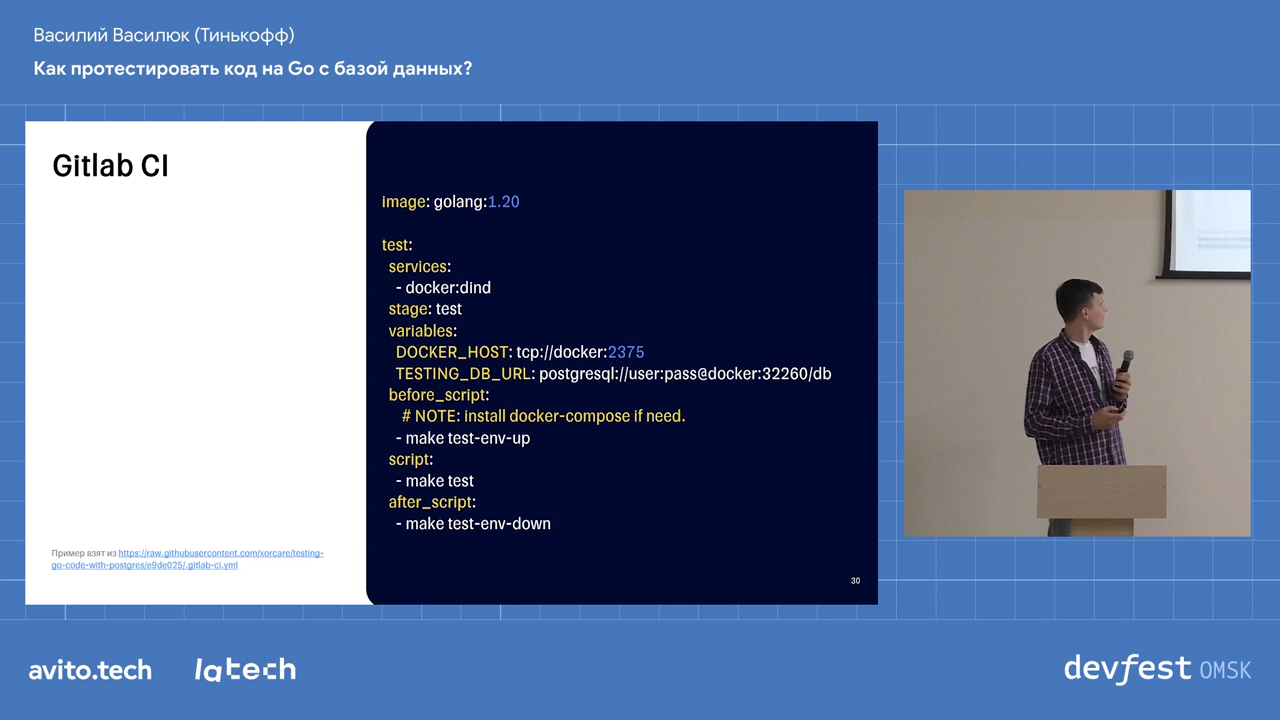 Василий Василюк (Тинькофф)
Как протестировать код на Go с базой данных?
Gitlab CI
image: golang:1.20
test:
services:
- docker:dind
stage: test
variables:
DOCKER_HOST: tcp://docker:2375
TESTING_DB_URL: postgresql://user:pass@docker:32260/db
before_script:
# NOTE: install docker-compose if need.
- make test-env-up
script:
- make test
after_script:
- make test-env-down
Пример взят из https://raw.githubusercontent.com/xorcare/testing-
go-code-with-postgres/e9de025/.gitlab-ci.yml
30
avito.tech
latech
devfest OMSK